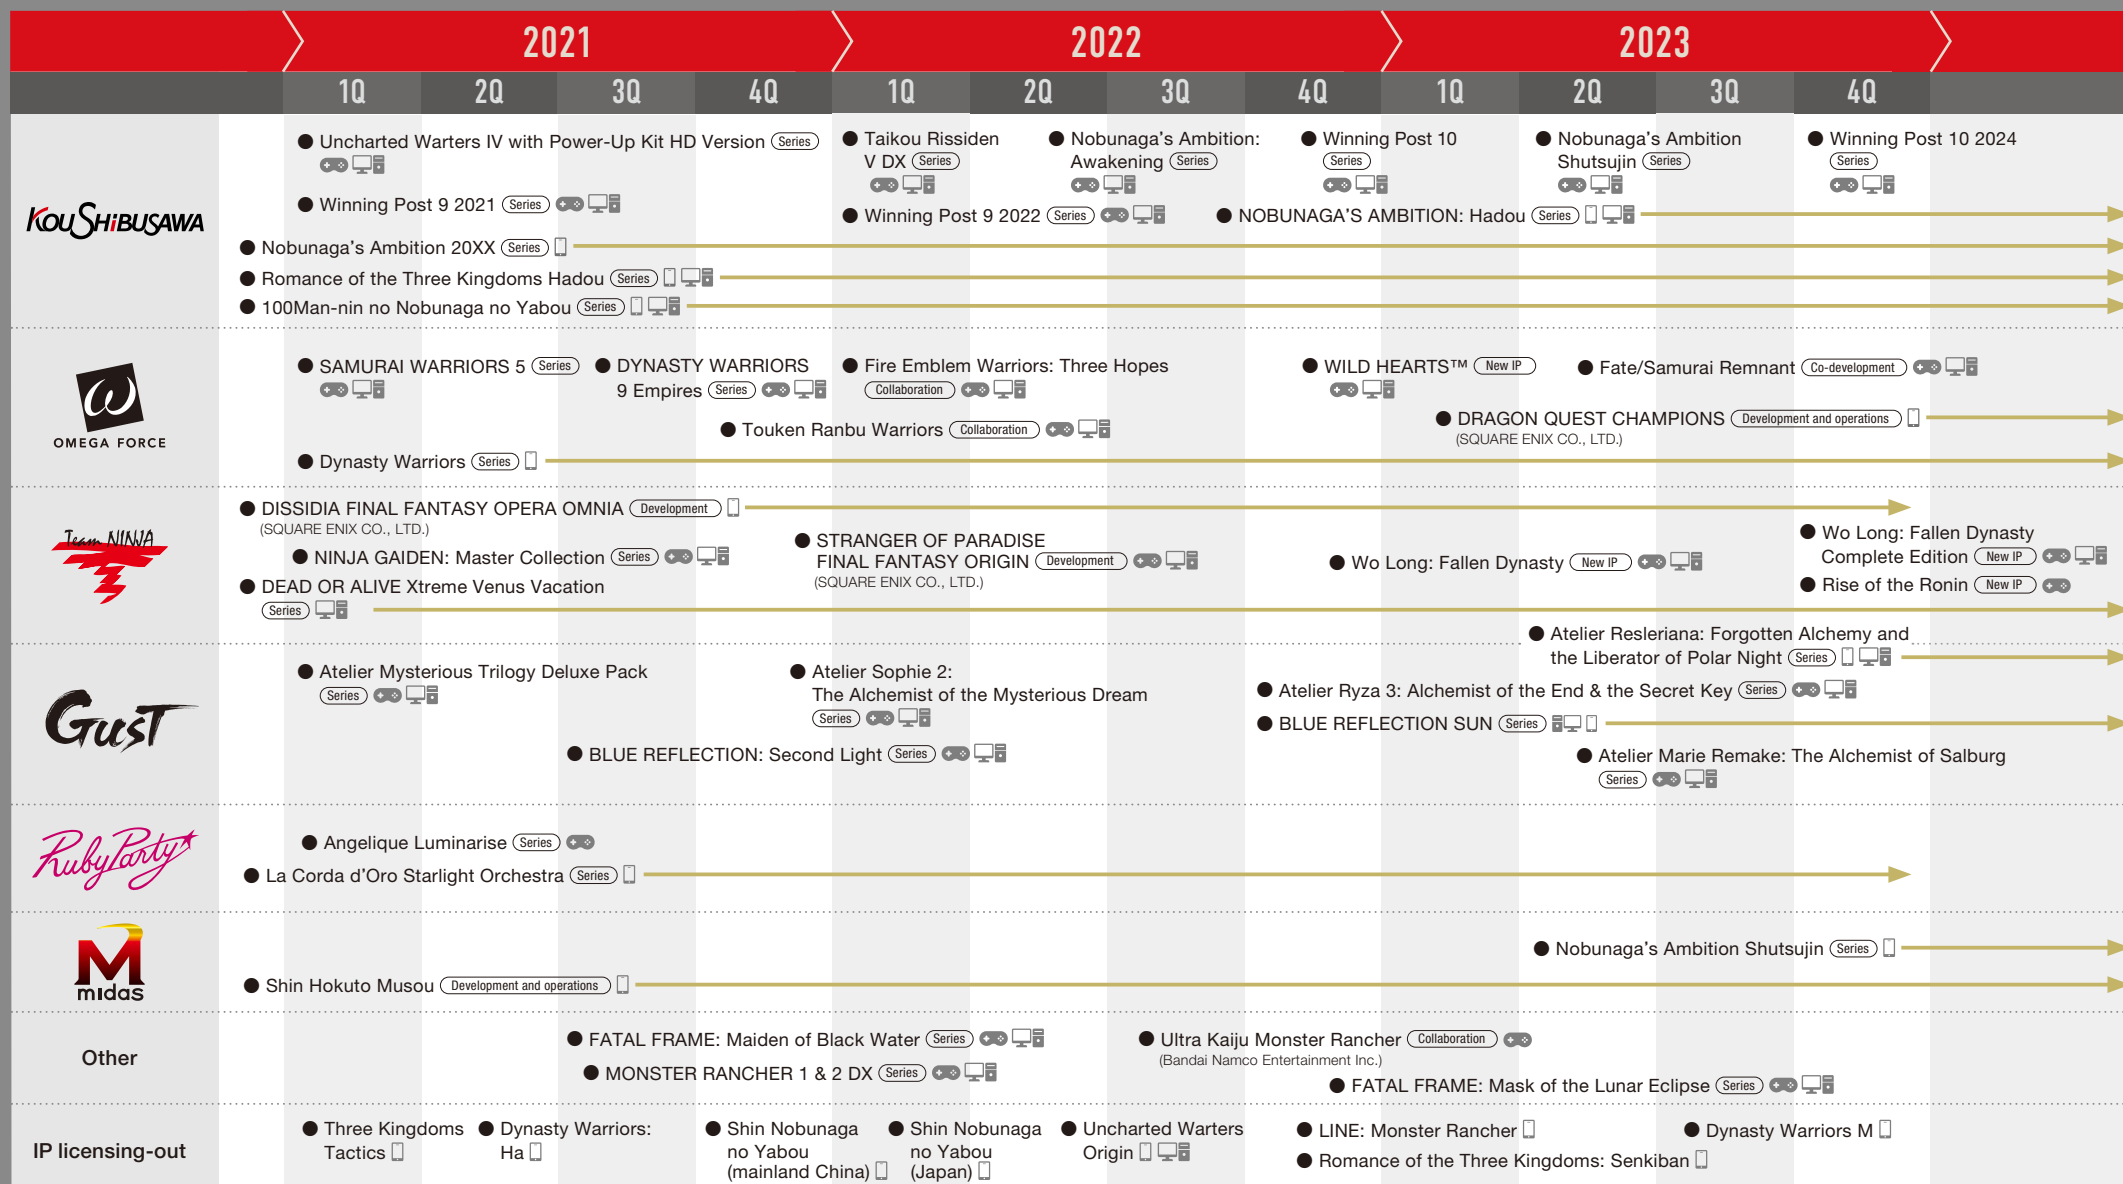 2021
2022
2023
1Q 2Q 3Q 4Q 1Q 2Q 3Q 4Q 1Q 2Q 3Q 4Q
KOU SHIBUSAWA
● Uncharted Warters IV with Power-Up Kit HD Version Series
● Winning Post 9 2021 Series
● Taikou Rissiden
V DX Series
● Nobunaga's Ambition:
Awakening Series
● Winning Post 9 2022 Series
● Winning Post 10
Series
● NOBUNAGA'S AMBITION: Hadou Series
● Nobunaga's Ambition
Shutsujin Series
● Winning Post 10 2024
Series
● Nobunaga's Ambition 20XX Series
● Romance of the Three Kingdoms Hadou Series
● 100Man-nin no Nobunaga no Yabou Series
ω
OMEGA FORCE
● SAMURAI WARRIORS 5 Series
● DYNASTY WARRIORS
9 Empires Series
● Fire Emblem Warriors: Three Hopes
Collaboration
● WILD HEARTS™ New IP
● Fate/Samurai Remnant Co-development
● Touken Ranbu Warriors Collaboration
● DRAGON QUEST CHAMPIONS Development and operations
(SQUARE ENIX CO., LTD.)
● Dynasty Warriors Series
Team NINJA
● DISSIDIA FINAL FANTASY OPERA OMNIA Development
(SQUARE ENIX CO., LTD.)
● NINJA GAIDEN: Master Collection Series
● STRANGER OF PARADISE
FINAL FANTASY ORIGIN Development
(SQUARE ENIX CO., LTD.)
● Wo Long: Fallen Dynasty New IP
● Wo Long: Fallen Dynasty
Complete Edition New IP
● Rise of the Ronin New IP
● DEAD OR ALIVE Xtreme Venus Vacation
Series
GUST
● Atelier Resleriana: Forgotten Alchemy and
the Liberator of Polar Night Series
● Atelier Mysterious Trilogy Deluxe Pack
Series
● Atelier Sophie 2:
The Alchemist of the Mysterious Dream
Series
● Atelier Ryza 3: Alchemist of the End & the Secret Key Series
● BLUE REFLECTION SUN Series
● BLUE REFLECTION: Second Light Series
● Atelier Marie Remake: The Alchemist of Salburg
Series
Ruby Party
● Angelique Luminarise Series
● La Corda d'Oro Starlight Orchestra Series
M
midas
● Nobunaga's Ambition Shutsujin Series
● Shin Hokuto Musou Development and operations
Other
● FATAL FRAME: Maiden of Black Water Series
● Ultra Kaiju Monster Rancher Collaboration
(Bandai Namco Entertainment Inc.)
● MONSTER RANCHER 1 & 2 DX Series
● FATAL FRAME: Mask of the Lunar Eclipse Series
IP licensing-out
● Three Kingdoms
Tactics
● Dynasty Warriors:
Ha
● Shin Nobunaga
no Yabou
(mainland China)
● Shin Nobunaga
no Yabou
(Japan)
● Uncharted Warters
Origin
● LINE: Monster Rancher
● Romance of the Three Kingdoms: Senkiban
● Dynasty Warriors M